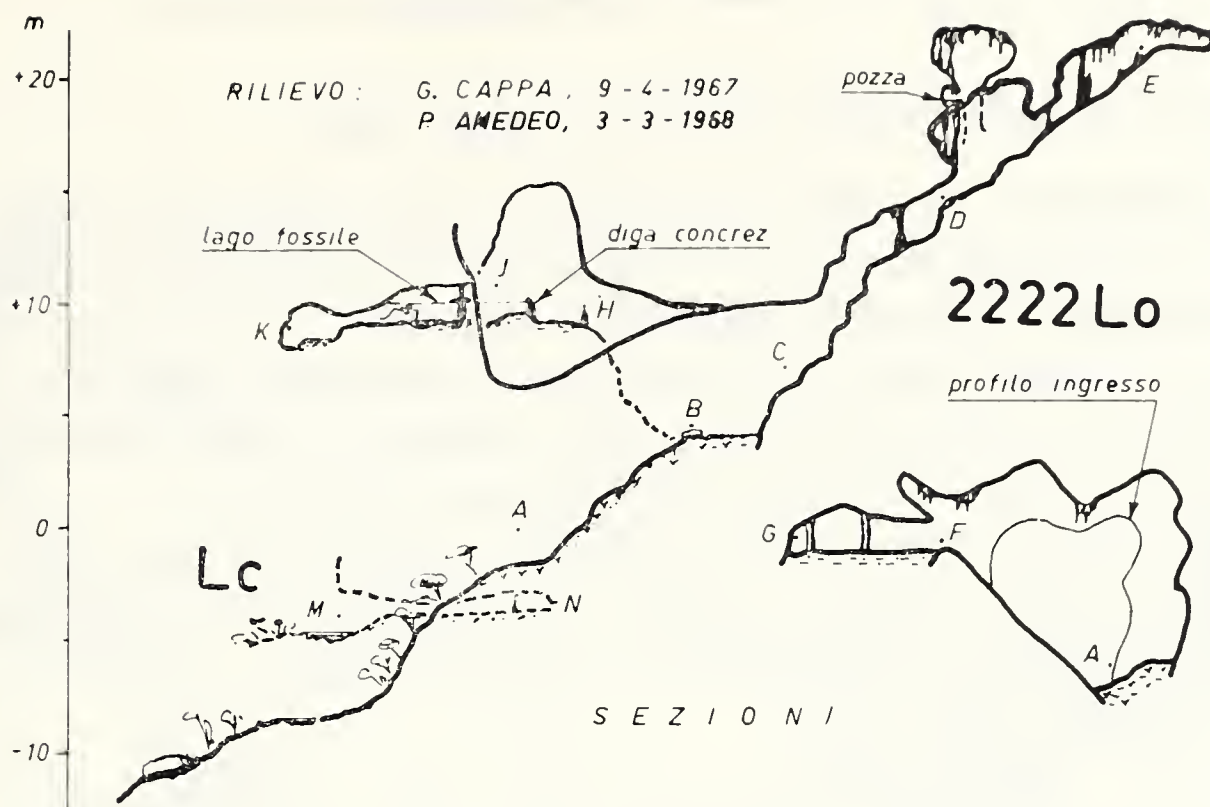 m
+20
RILIEVO: G. CAPPA, 9-4-1967
P. AMEDEO, 3-3-1968
pozza
E
D
lago fossile
diga concrez
J
+10
H
K
2222 Lo
C
profilo ingresso
B
A
0
G
F
Lc
M
N
A
SEZIONI
-10